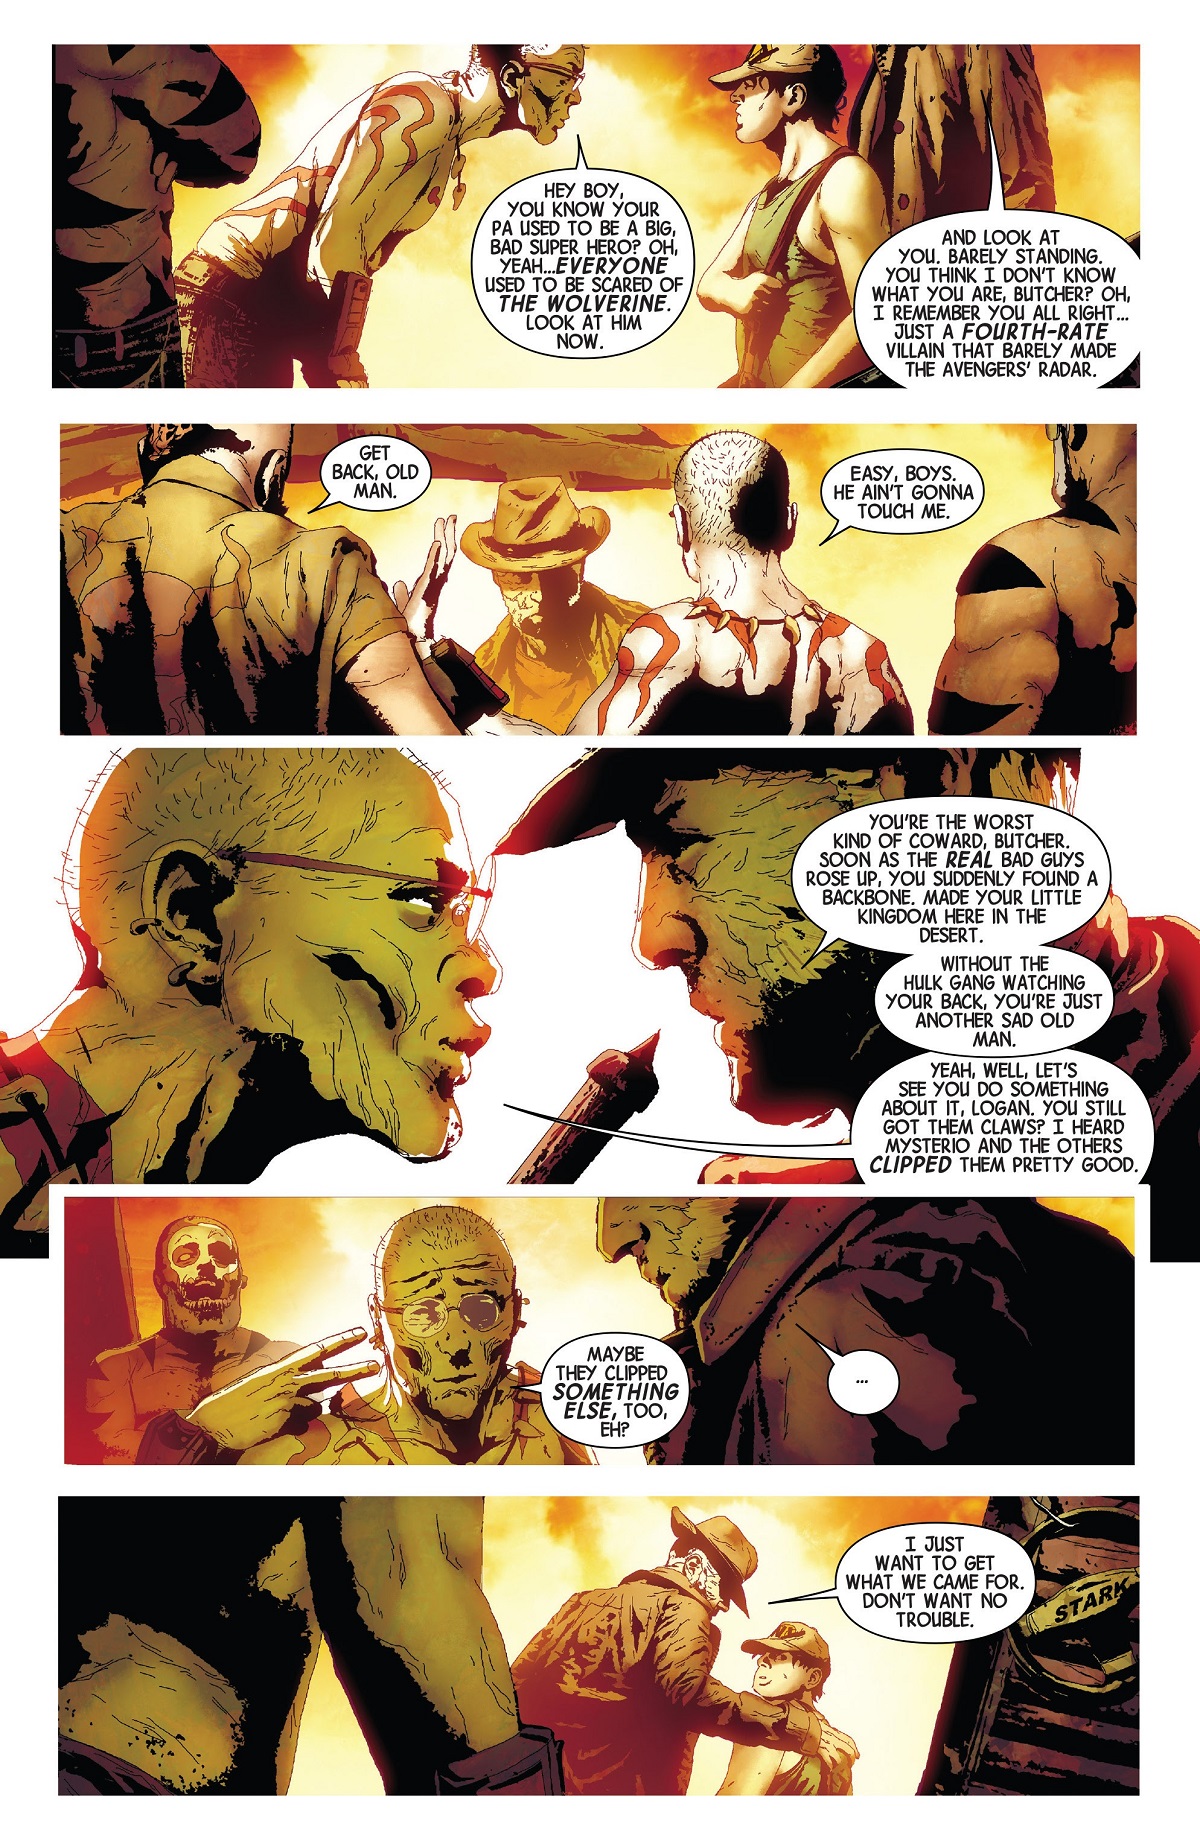 HEY BOY,
YOU KNOW YOUR
PA USED TO BE A BIG,
BAD SUPER HERO? OH,
YEAH...EVERYONE
USED TO BE SCARED OF
THE WOLVERINE.
LOOK AT HIM
NOW.
AND LOOK AT
YOU. BARELY STANDING.
YOU THINK I DON'T KNOW
WHAT YOU ARE, BUTCHER? OH,
I REMEMBER YOU ALL RIGHT...
JUST A FOURTH-RATE
VILLAIN THAT BARELY MADE
THE AVENGERS' RADAR.
GET
BACK, OLD
MAN.
EASY, BOYS.
HE AIN'T GONNA
TOUCH ME.
YOU'RE THE WORST
KIND OF COWARD, BUTCHER.
SOON AS THE REAL BAD GUYS
ROSE UP, YOU SUDDENLY FOUND A
BACKBONE. MADE YOUR LITTLE
KINGDOM HERE IN THE
DESERT.
WITHOUT THE
HULK GANG WATCHING
YOUR BACK, YOU'RE JUST
ANOTHER SAD OLD
MAN.
YEAH, WELL, LET'S
SEE YOU DO SOMETHING
ABOUT IT, LOGAN. YOU STILL
GOT THEM CLAWS? I HEARD
MYSTERIO AND THE OTHERS
CLIPPED THEM PRETTY GOOD.
MAYBE
THEY CLIPPED
SOMETHING
ELSE, TOO,
EH?
...
I JUST
WANT TO GET
WHAT WE CAME FOR.
DON'T WANT NO
TROUBLE.
STARK